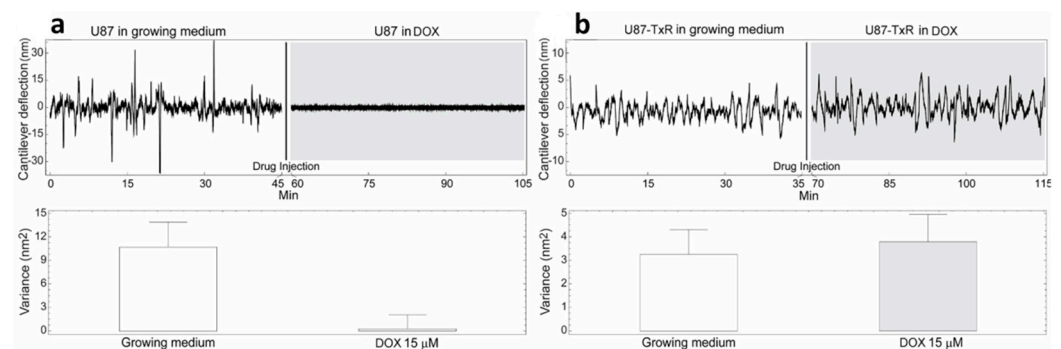 a
U87 in growing medium U87 in DOX
Cantilever deflection (nm)
30
15
0
-15
-30
Drug Injection
0 15 30 45 60 75 90 105
Min
Variance (nm2)
15
12
9
6
3
0
Growing medium DOX 15 μM
b
U87-TxR in growing medium U87-TxR in DOX
Cantilever deflection (nm)
10
5
0
5
-10
Drug Injection
0 15 30 35 70 85 100 115
Min
Variance (nm2)
5
4
3
2
1
0
Growing medium DOX 15 μM